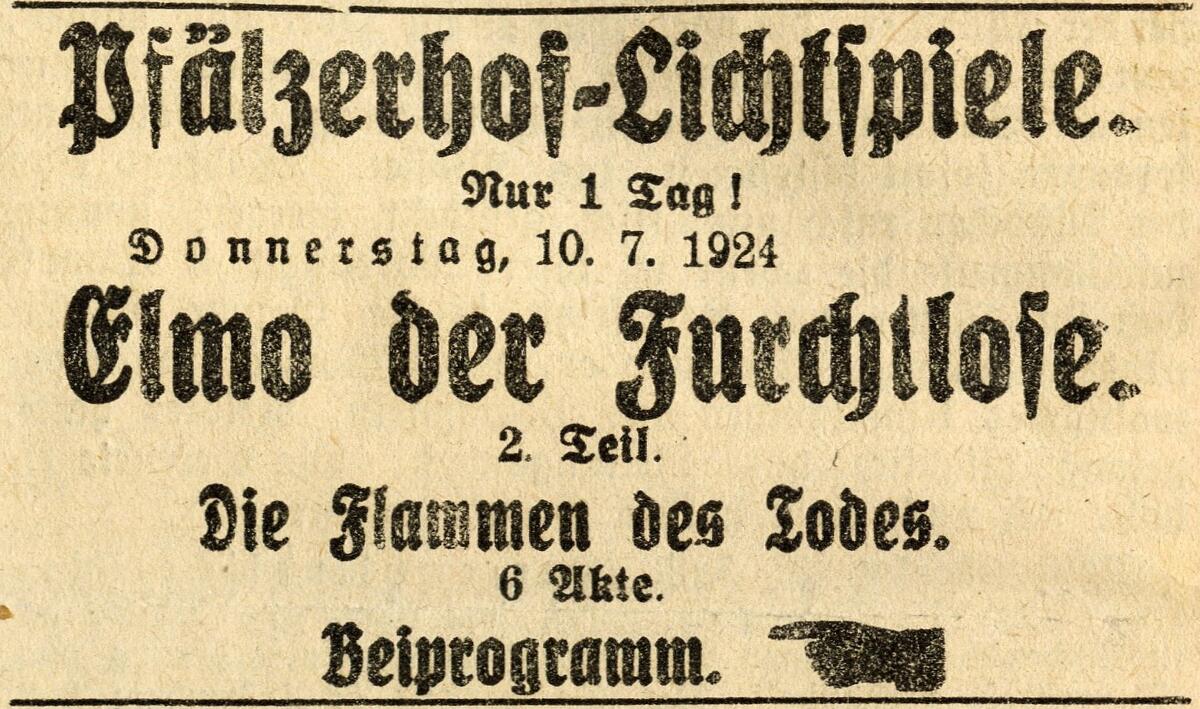 Pfälzerhof-Lichtspiele.
Nur 1 Tag!
Donnerstag, 10. 7. 1924
Elmo der Furchtlose.
2. Teil.
Die Flammen des Todes.
6 Akte.
Beiprogramm.